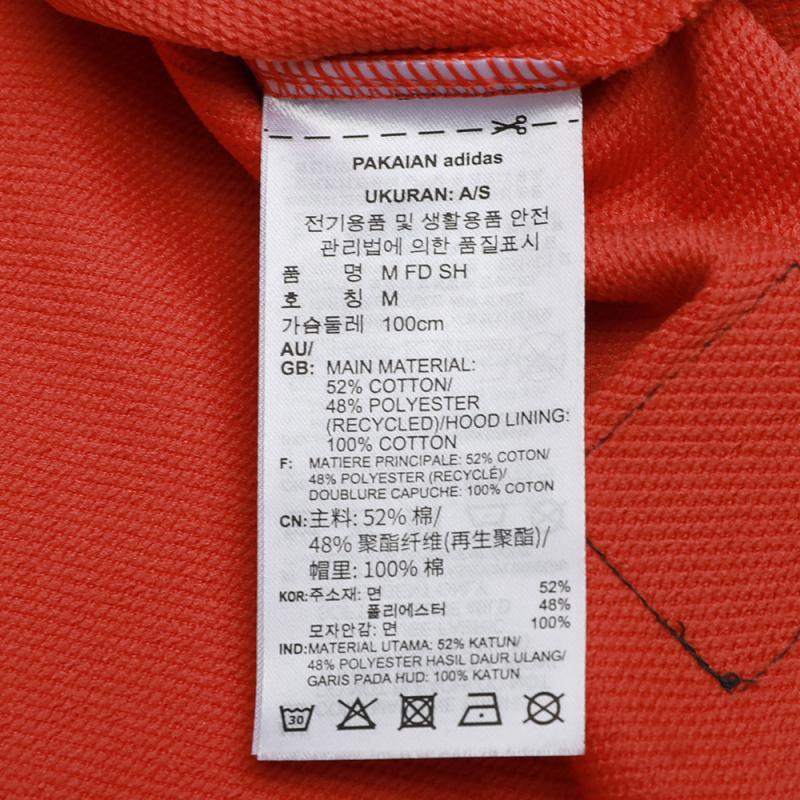 PAKAIAN adidas
UKURAN: A/S
전기용품 및 생활용품 안전
관리법에 의한 품질표시
품 명 M FD SH
호 칭 M
가슴둘레 100cm
AU/
GB: MAIN MATERIAL:
52% COTTON/
48% POLYESTER
(RECYCLED)/HOOD LINING:
100% COTTON
F: MATIERE PRINCIPALE: 52% COTON/
48% POLYESTER (RECYCLÉ)/
DOUBLURE CAPUCHE: 100% COTON
CN:主料: 52% 棉/
48% 聚酯纤维(再生聚酯)/
帽里: 100% 棉
KOR:주소재: 면 52%
폴리에스터 48%
모자안감: 면 100%
IND:MATERIAL UTAMA: 52% KATUN/
48% POLYESTER HASIL DAUR ULANG/
GARIS PADA HUD: 100% KATUN
30